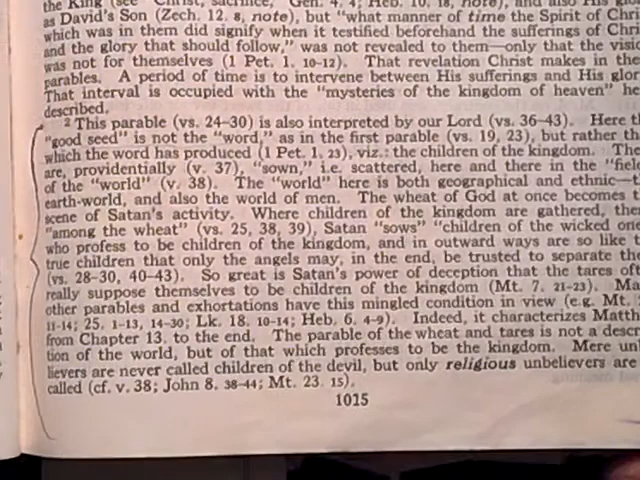 the King (see "Christ, sacrifice," Gen. 4. 4; Heb. 10. 18, note), and also His glo
as David's Son (Zech. 12. 8, note), but "what manner of time the Spirit of Chr
which was in them did signify when it testified beforehand the sufferings of Chr
and the glory that should follow," was not revealed to them—only that the visi
was not for themselves (1 Pet. 1. 10-12). That revelation Christ makes in the
parables. A period of time is to intervene between His sufferings and His glor
That interval is occupied with the "mysteries of the kingdom of heaven" he
described.
2 This parable (vs. 24-30) is also interpreted by our Lord (vs. 36-43). Here th
"good seed" is not the "word," as in the first parable (vs. 19, 23), but rather th
which the word has produced (1 Pet. 1. 23), viz.: the children of the kingdom. The
are, providentially (v. 37), "sown," i.e. scattered, here and there in the "fiel
of the "world" (v. 38). The "world" here is both geographical and ethnic—t
earth-world, and also the world of men. The wheat of God at once becomes t
scene of Satan's activity. Where children of the kingdom are gathered, the
"among the wheat" (vs. 25, 38, 39), Satan "sows" "children of the wicked one
who profess to be children of the kingdom, and in outward ways are so like t
true children that only the angels may, in the end, be trusted to separate the
(vs. 28-30, 40-43). So great is Satan's power of deception that the tares oft
really suppose themselves to be children of the kingdom (Mt. 7. 21-23). Ma
other parables and exhortations have this mingled condition in view (e.g. Mt.
11-14; 25. 1-13, 14-30; Lk. 18. 10-14; Heb. 6. 4-9). Indeed, it characterizes Matth
from Chapter 13. to the end. The parable of the wheat and tares is not a descr
tion of the world, but of that which professes to be the kingdom. Mere unb
lievers are never called children of the devil, but only religious unbelievers are
called (cf. v. 38; John 8. 38-44; Mt. 23. 15).
1015